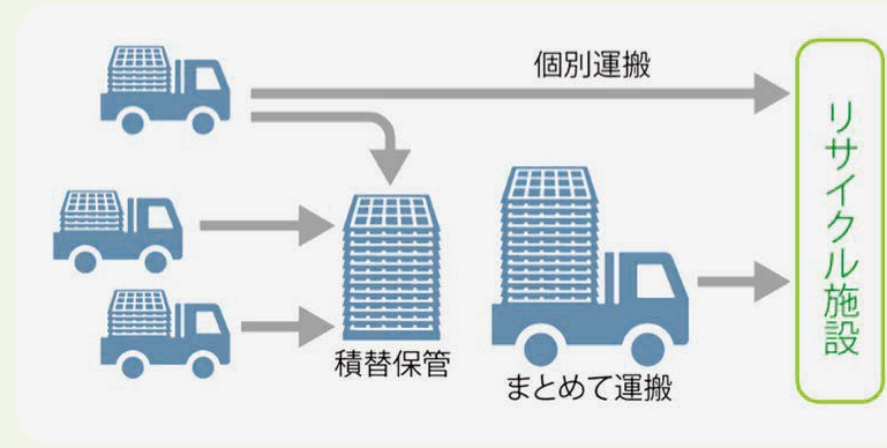 個別運搬
リサイクル施設
積替保管
まとめて運搬